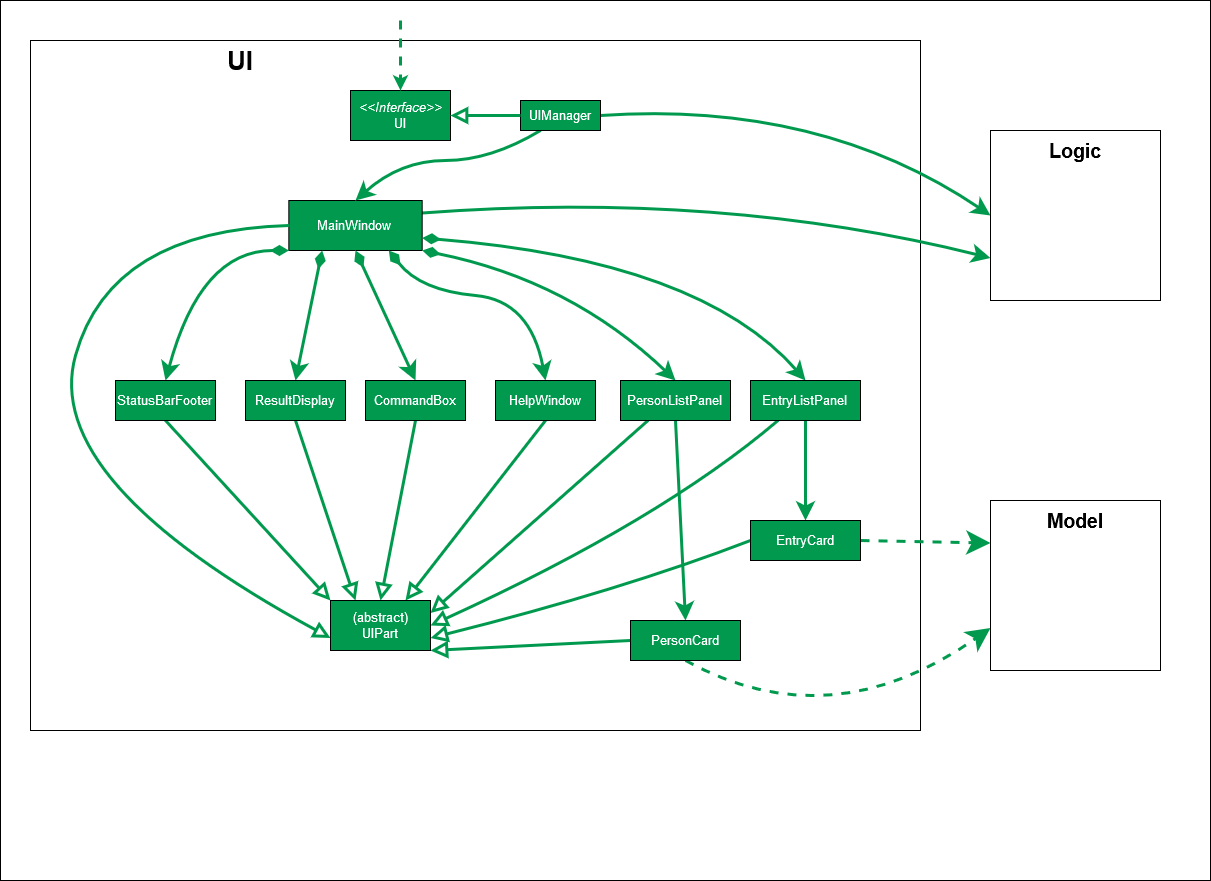 UI
<<Interface>>
UI
UIManager
Logic
MainWindow
StatusBarFooter
ResultDisplay
CommandBox
HelpWindow
PersonListPanel
EntryListPanel
Model
EntryCard
(abstract)
UIPart
PersonCard